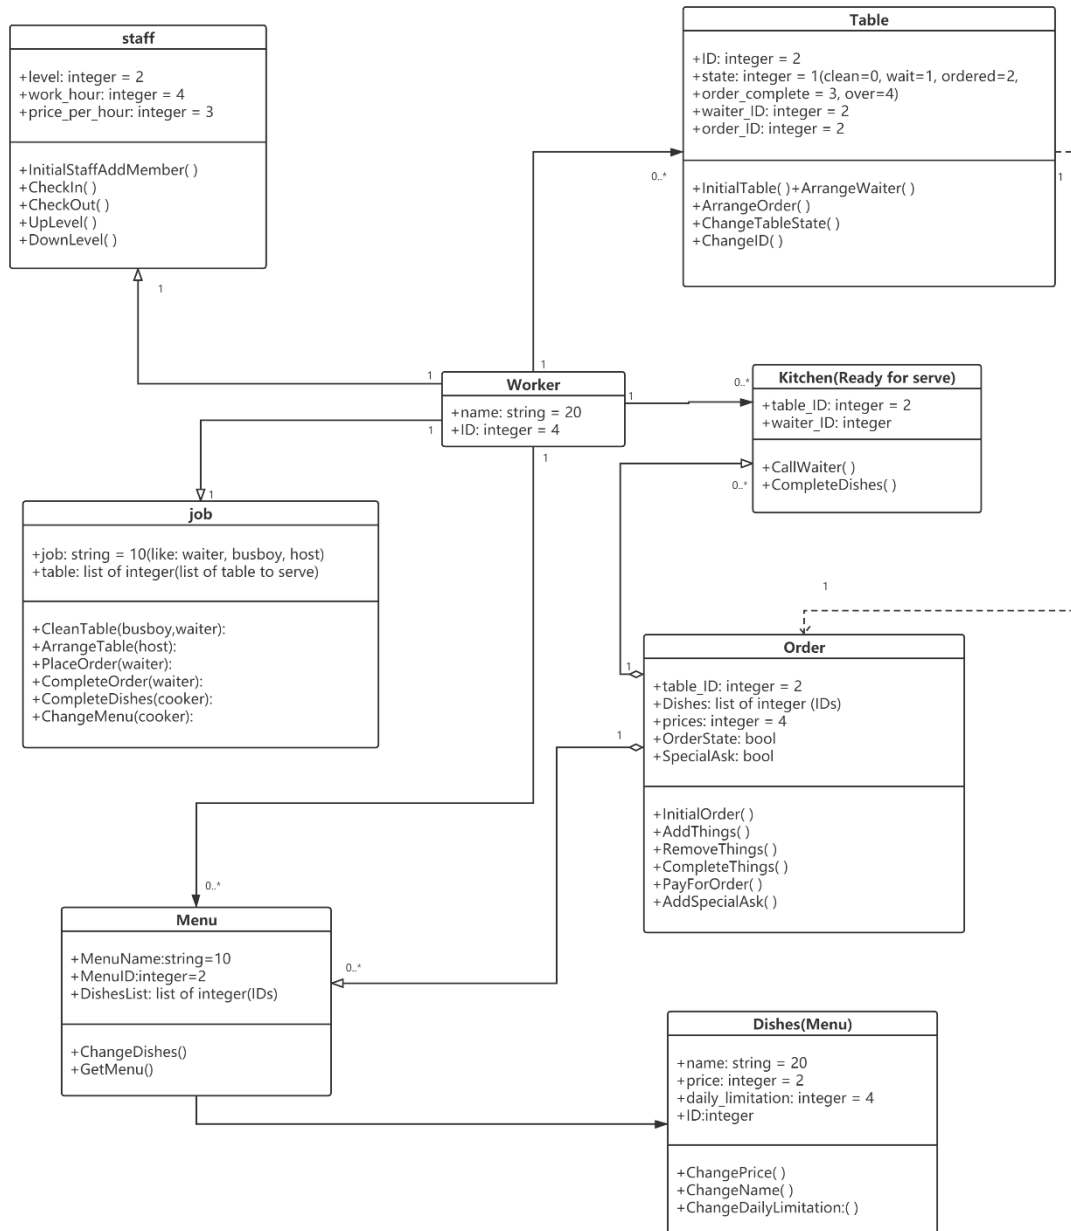 staff
+level: integer = 2
+work_hour: integer = 4
+price_per_hour: integer = 3
+InitialStaffAddMember( )
+CheckIn( )
+CheckOut( )
+UpLevel( )
+DownLevel( )
1
Table
+ID: integer = 2
+state: integer = 1(clean=0, wait=1, ordered=2,
+order_complete = 3, over=4)
+waiter_ID: integer = 2
+order_ID: integer = 2
+InitialTable( )+ArrangeWaiter( )
+ArrangeOrder( )
+ChangeTableState( )
+ChangeID( )
0..*
1
1
1
Worker
+name: string = 20
+ID: integer = 4
1
1
1
0..*
Kitchen(Ready for serve)
+table_ID: integer = 2
+waiter_ID: integer
+CallWaiter( )
+CompleteDishes( )
0..*
1
job
+job: string = 10(like: waiter, busboy, host)
+table: list of integer(list of table to serve)
+CleanTable(busboy,waiter):
+ArrangeTable(host):
+PlaceOrder(waiter):
+CompleteOrder(waiter):
+CompleteDishes(cooker):
+ChangeMenu(cooker):
1
Order
+table_ID: integer = 2
+Dishes: list of integer (IDs)
+prices: integer = 4
+OrderState: bool
+SpecialAsk: bool
+InitialOrder( )
+AddThings( )
+RemoveThings( )
+CompleteThings( )
+PayForOrder( )
+AddSpecialAsk( )
1
1
0..*
Menu
+MenuName:string=10
+MenuID:integer=2
+DishesList: list of integer(IDs)
+ChangeDishes()
+GetMenu()
0..*
Dishes(Menu)
+name: string = 20
+price: integer = 2
+daily_limitation: integer = 4
+ID:integer
+ChangePrice( )
+ChangeName( )
+ChangeDailyLimitation:( )